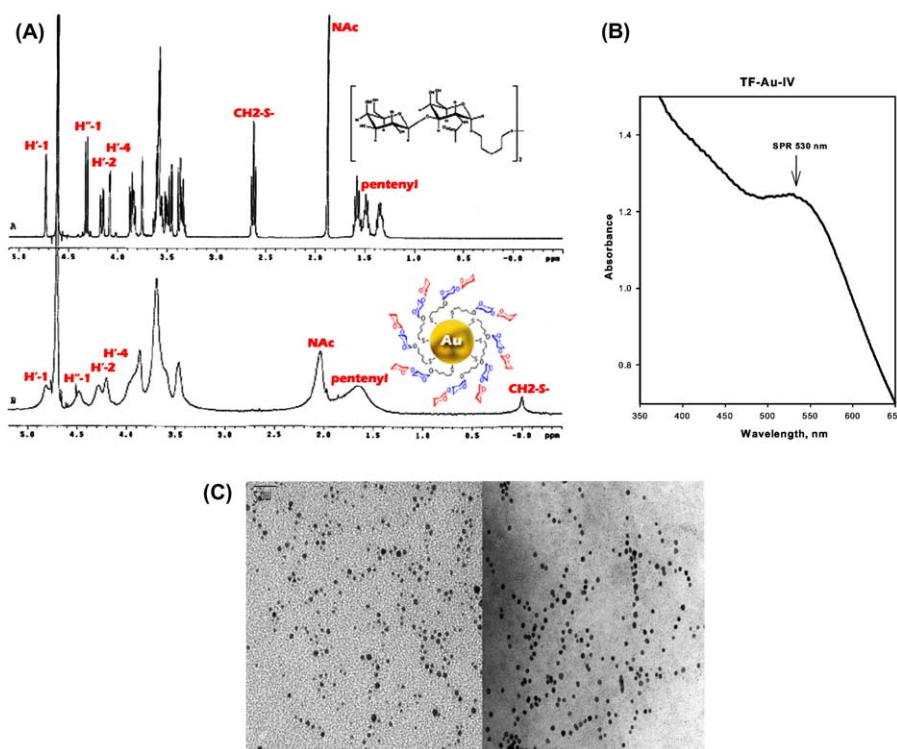 (A)
NAc
CH2-S-
H'-1
H"-1
H'-2
H'-4
pentenyl
2
A
5.0 4.5 4.0 3.5 3.0 2.5 2.0 1.5 1.0 0.5 -0.0 ppm
NAc
Au
H'-1
H"-1
H'-2
H'-4
pentenyl
CH2-S-
B
5.0 4.5 4.0 3.5 3.0 2.5 2.0 1.5 1.0 0.5 -0.0 ppm
(B)
TF-Au-IV
SPR 530 nm
1.4
1.2
1.0
0.8
Absorbance
350 400 450 500 550 600 65
Wavelength, nm
(C)